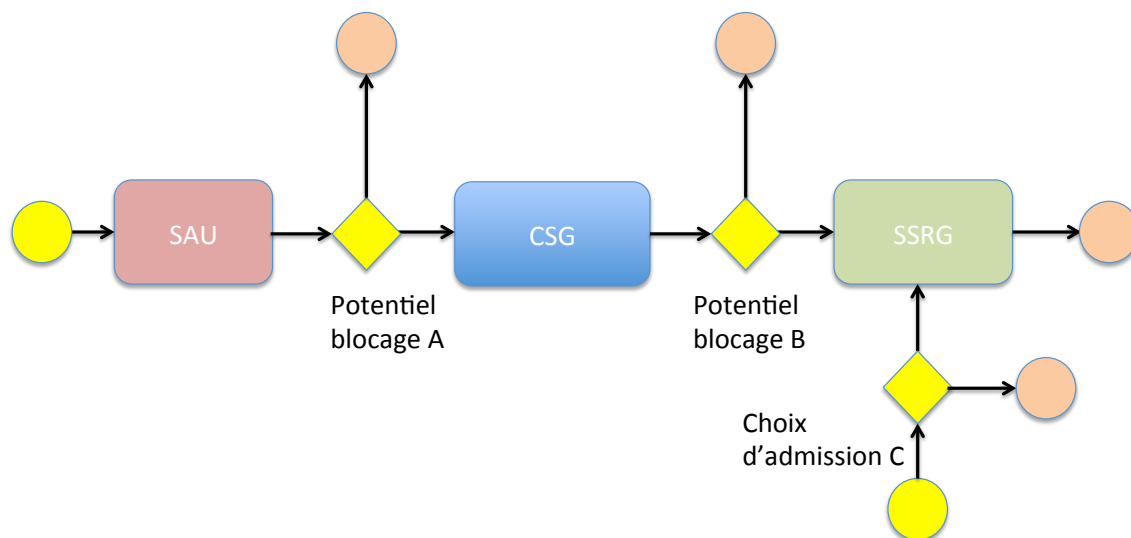 SAU
CSG
SSRG
Potentiel
blocage A
Potentiel
blocage B
Choix
d’admission C